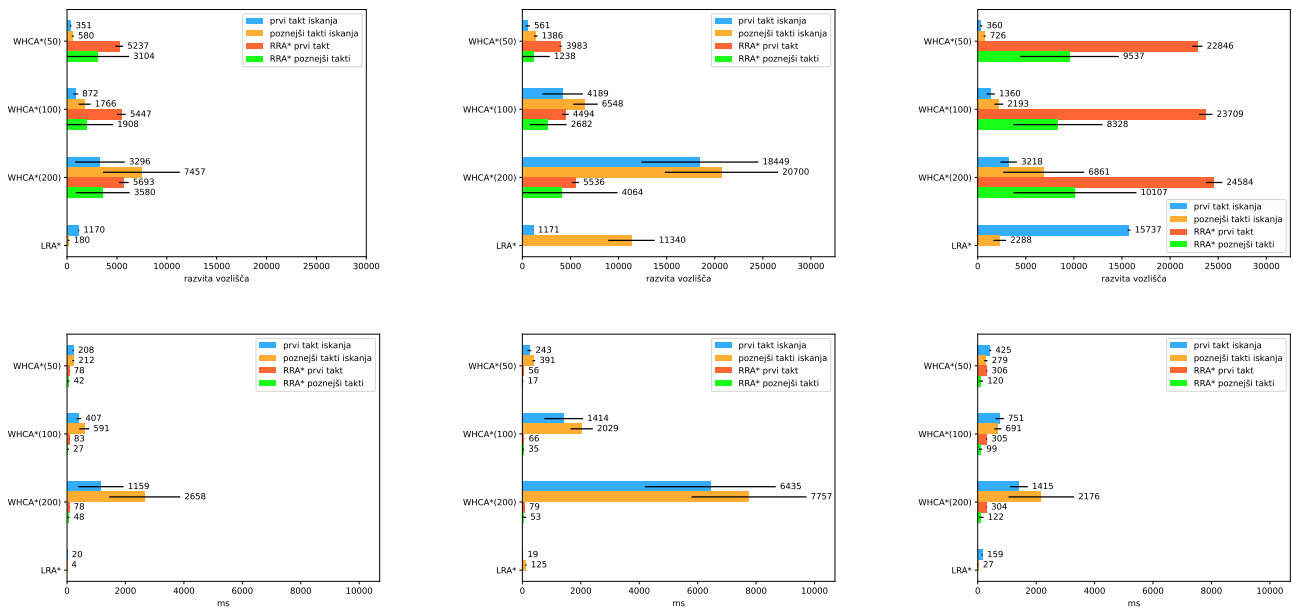 351
580
WHCA*(50)
5237
3104
872
1766
WHCA*(100)
5447
1908
3296
7457
WHCA*(200)
5693
3580
1170
180
LRA*
prvi takt iskanja
poznejši takti iskanja
RRA* prvi takt
RRA* poznejši takti
0 5000 10000 15000 20000 25000 30000
razvita vozlišča
561
1386
WHCA*(50)
3983
1238
4189
6548
WHCA*(100)
4494
2682
18449
20700
WHCA*(200)
5536
4064
1171
11340
LRA*
prvi takt iskanja
poznejši takti iskanja
RRA* prvi takt
RRA* poznejši takti
0 5000 10000 15000 20000 25000 30000
razvita vozlišča
360
726
WHCA*(50)
22846
9537
1360
2193
WHCA*(100)
23709
8328
3218
6861
WHCA*(200)
24584
10107
15737
2288
LRA*
prvi takt iskanja
poznejši takti iskanja
RRA* prvi takt
RRA* poznejši takti
0 5000 10000 15000 20000 25000 30000
razvita vozlišča
208
212
WHCA*(50)
78
42
407
591
WHCA*(100)
83
27
1159
2658
WHCA*(200)
78
48
20
4
LRA*
prvi takt iskanja
poznejši takti iskanja
RRA* prvi takt
RRA* poznejši takti
0 2000 4000 6000 8000 10000
ms
243
391
WHCA*(50)
56
17
1414
2029
WHCA*(100)
66
35
6435
7757
WHCA*(200)
79
53
19
125
LRA*
prvi takt iskanja
poznejši takti iskanja
RRA* prvi takt
RRA* poznejši takti
0 2000 4000 6000 8000 10000
ms
425
279
WHCA*(50)
306
120
751
691
WHCA*(100)
305
99
1415
2176
WHCA*(200)
304
122
159
27
LRA*
prvi takt iskanja
poznejši takti iskanja
RRA* prvi takt
RRA* poznejši takti
0 2000 4000 6000 8000 10000
ms